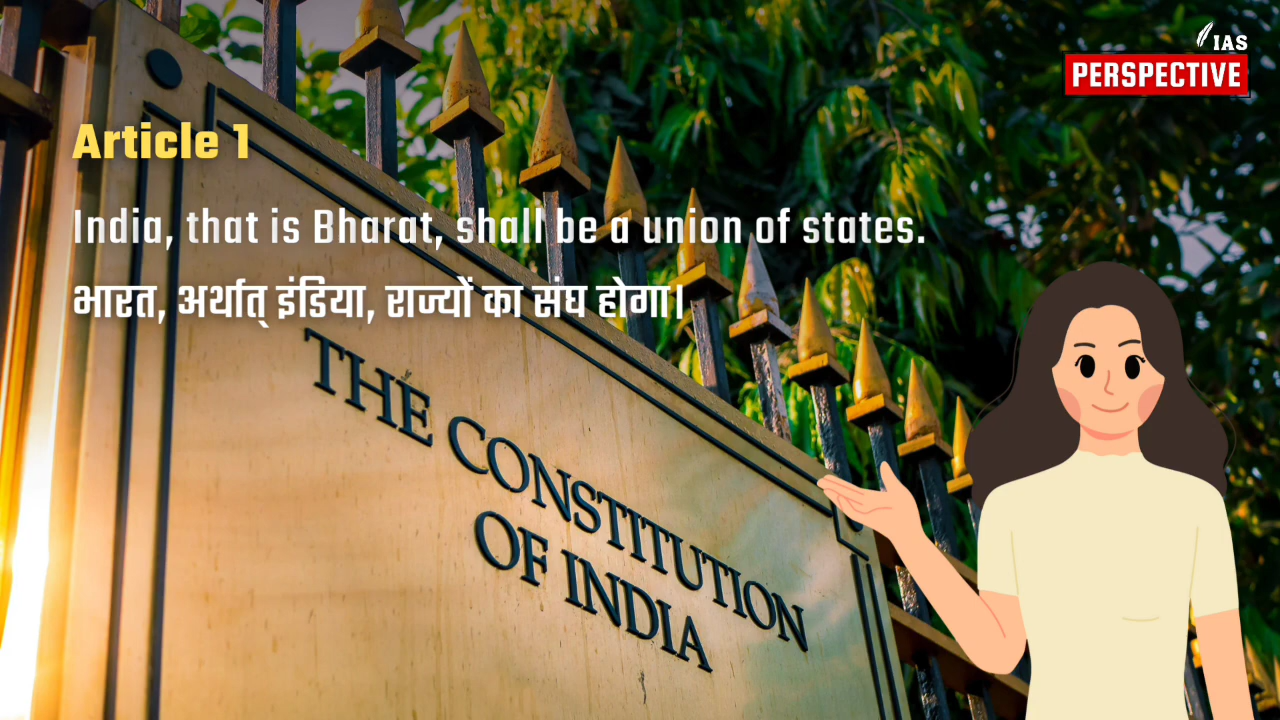 IAS
PERSPECTIVE
Article 1
India, that is Bharat, shall be a union of states.
भारत, अर्थात् इंडिया, राज्यों का संघ होगा।
THE CONSTITUTION
OF INDIA